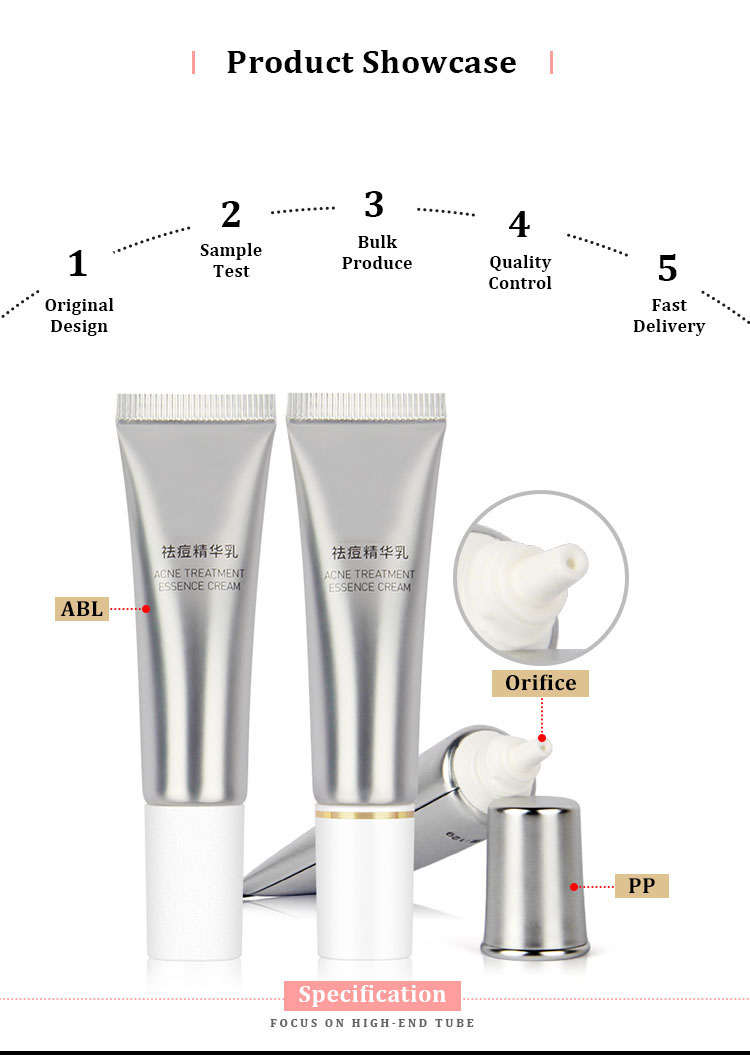 Product Showcase
1
Original
Design
2
Sample
Test
3
Bulk
Produce
4
Quality
Control
5
Fast
Delivery
祛痘精华乳
ACNE TREATMENT
ESSENCE CREAM
祛痘精华乳
ACNE TREATMENT
ESSENCE CREAM
ABL
Orifice
12g
PP
Specification
FOCUS ON HIGH-END TUBE